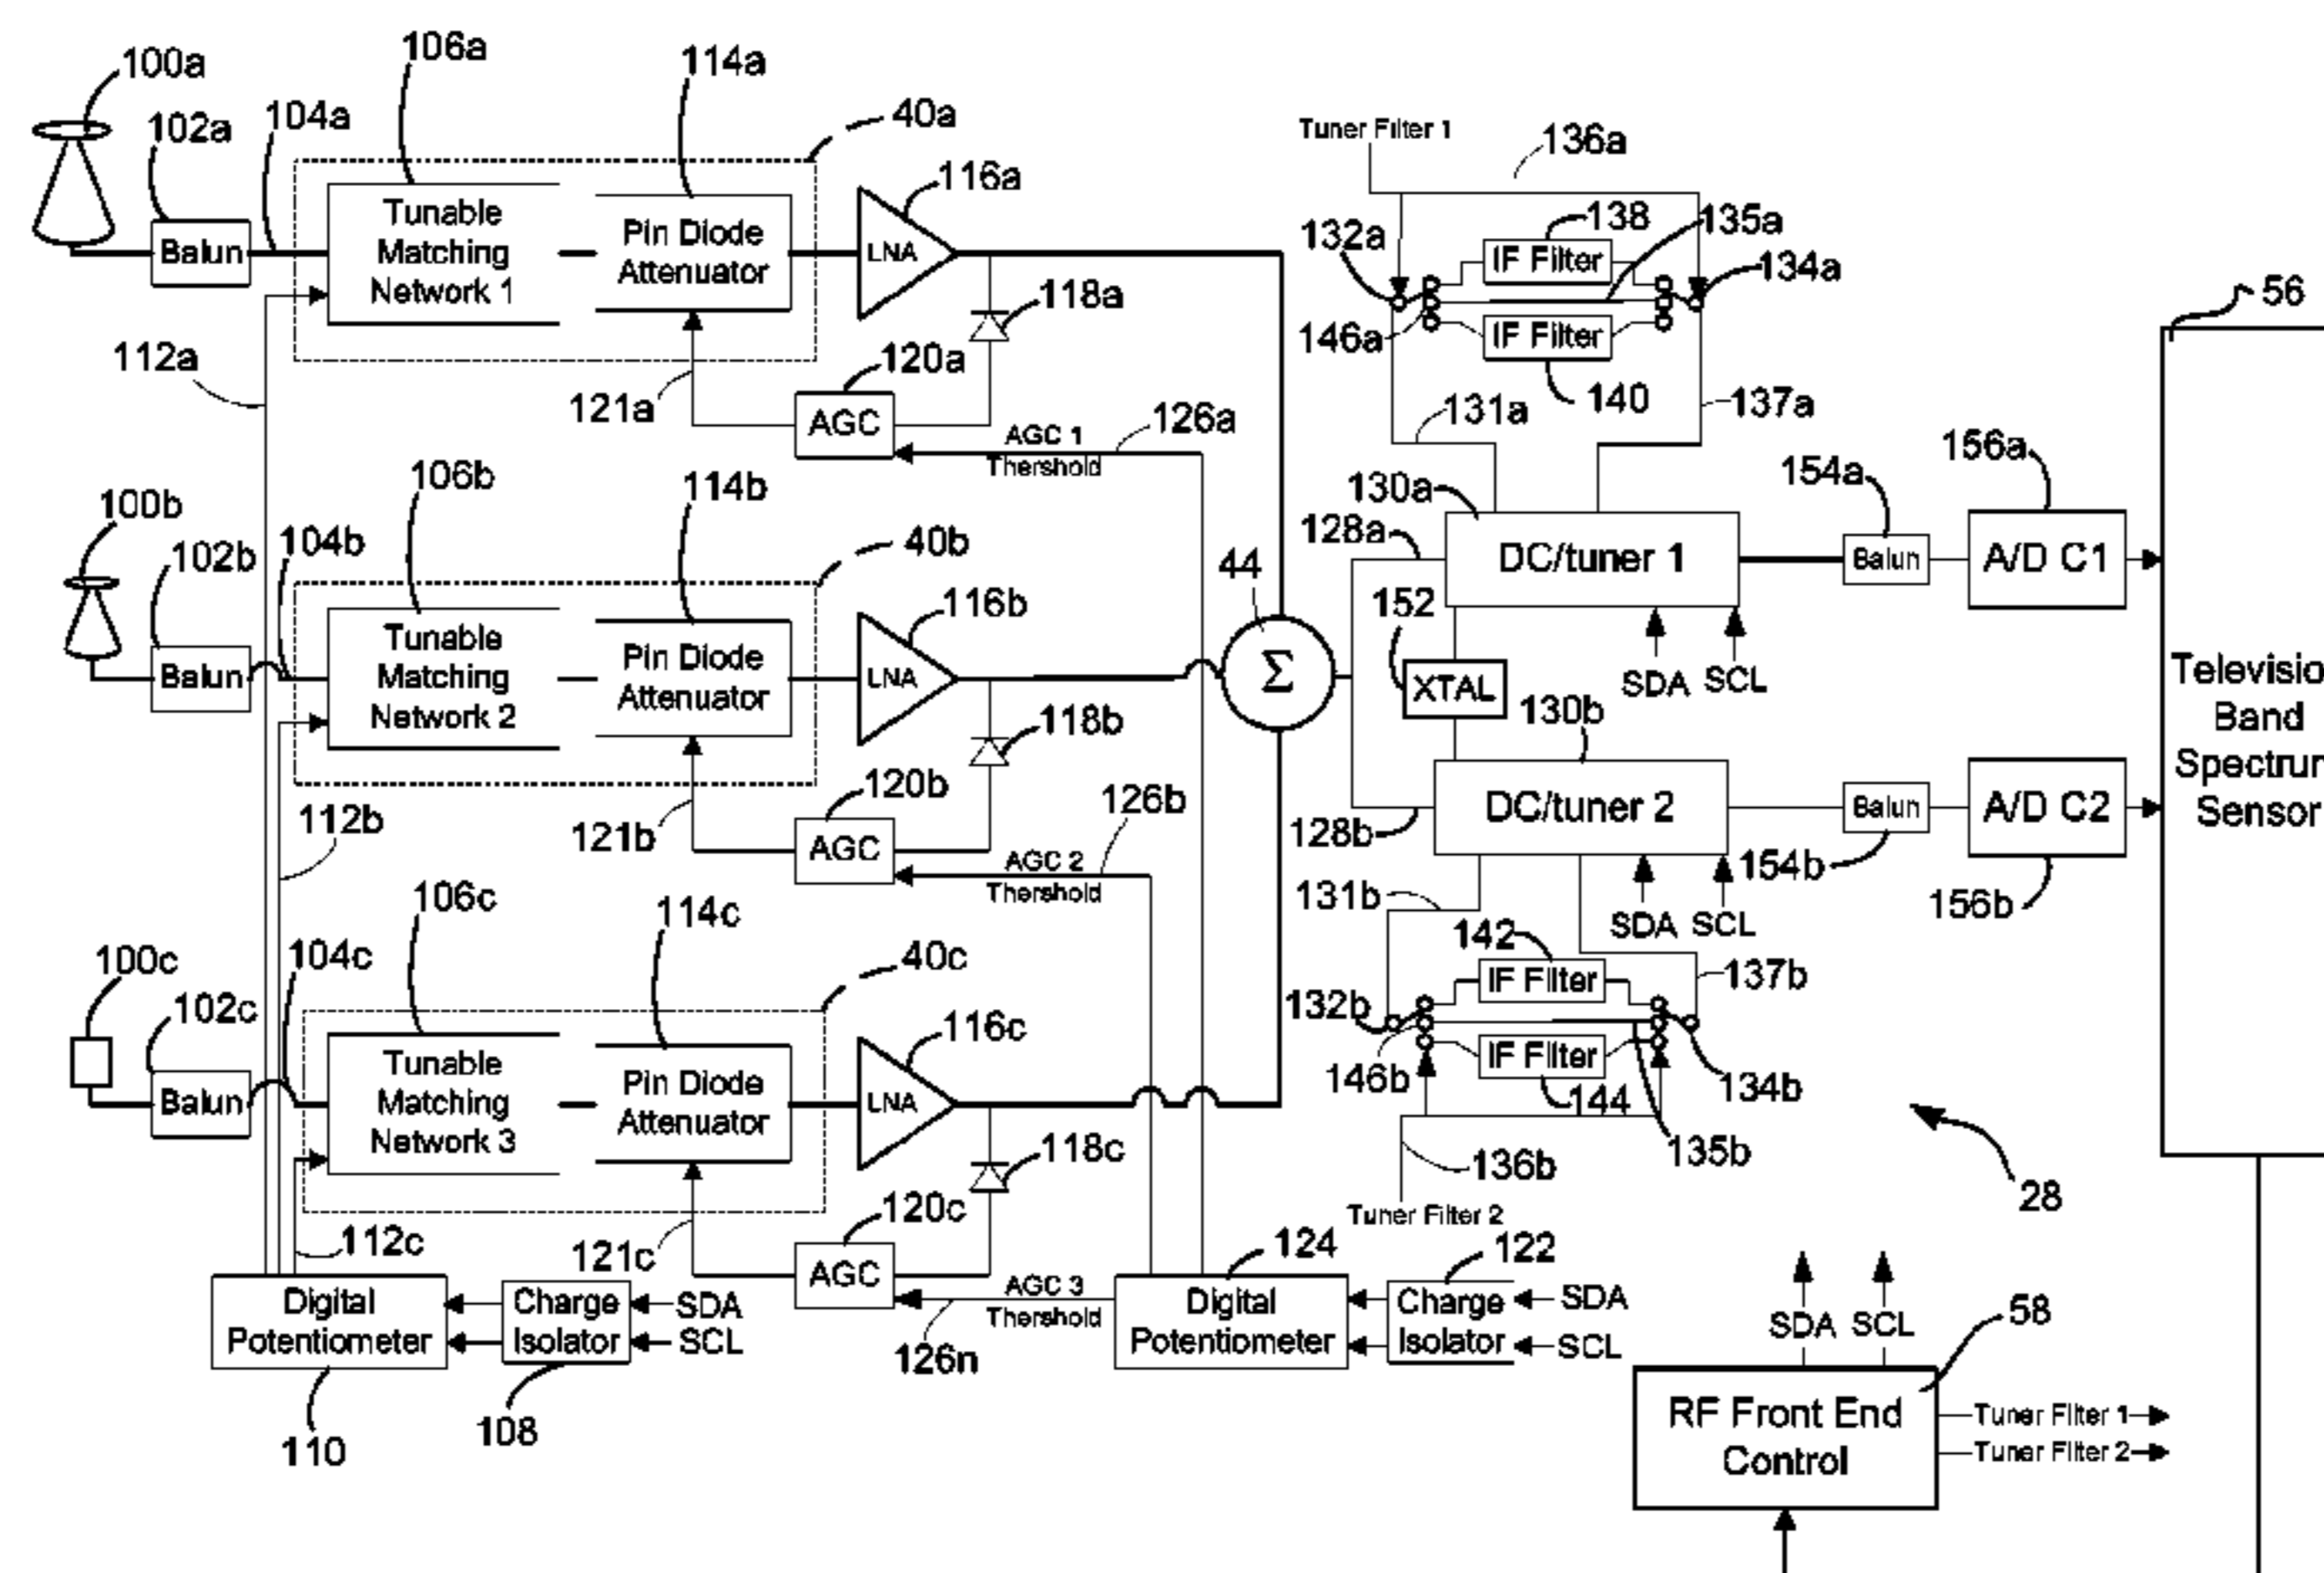 100a
102a
104a
106a
114a
40a
116a
Balun
Tunable
Matching
Network 1
Pin Diode
Attenuator
LNA
118a
112a
121a
120a
AGC
AGC 1
Thershold
126a
100b
102b
104b
106b
114b
40b
116b
Balun
Tunable
Matching
Network 2
Pin Diode
Attenuator
LNA
118b
112b
121b
120b
AGC
AGC 2
Thershold
126b
100c
102c
104c
106c
114c
40c
116c
Balun
Tunable
Matching
Network 3
Pin Diode
Attenuator
LNA
118c
112c
121c
120c
AGC
AGC 3
Thershold
126n
Digital
Potentiometer
110
Charge
Isolator
108
SDA
SCL
124
Digital
Potentiometer
122
Charge
Isolator
SDA
SCL
44
Σ
Tuner Filter 1
136a
132a
138
IF Filter
135a
134a
146a
IF Filter
140
131a
137a
130a
128a
DC/tuner 1
154a
Balun
156a
A/D C1
SDA SCL
152
XTAL
130b
128b
DC/tuner 2
154b
Balun
156b
A/D C2
SDA SCL
131b
142
IF Filter
137b
132b
146b
IF Filter
144
134b
135b
136b
Tuner Filter 2
56
Televisio
Band
Spectrun
Sensor
28
SDA SCL
58
RF Front End
Control
Tuner Filter 1
Tuner Filter 2